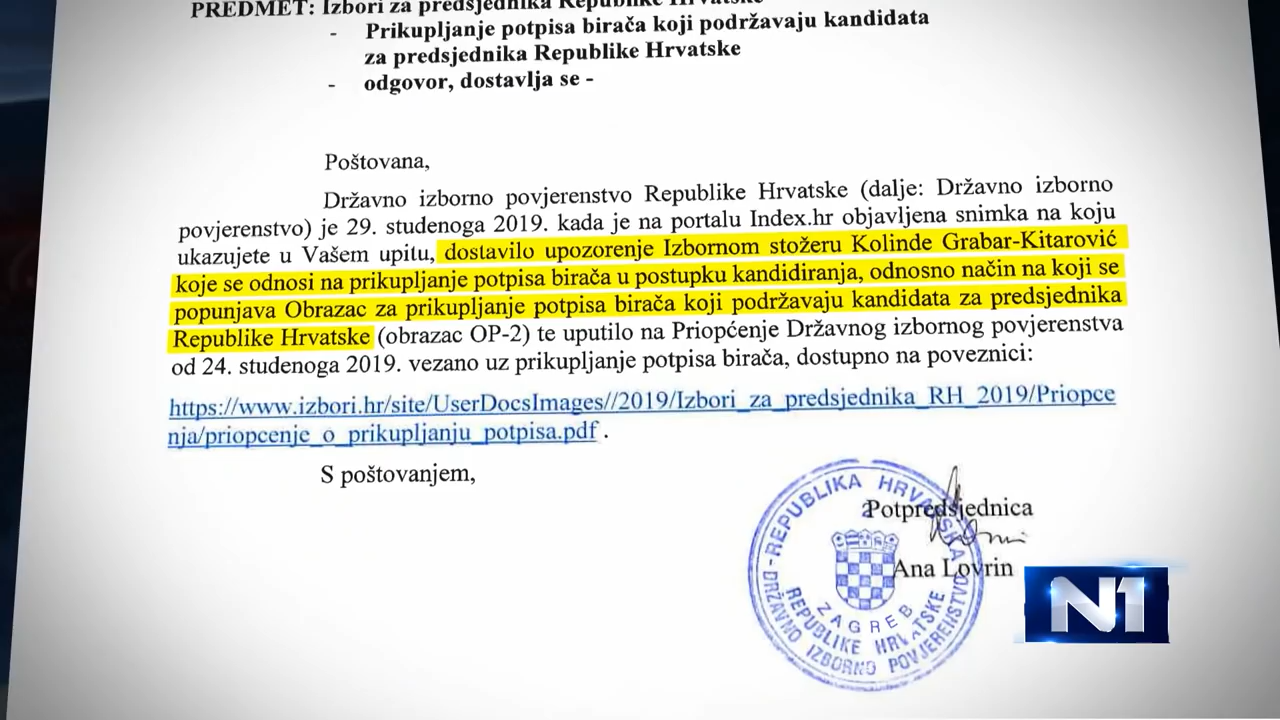 PREDMET: Izbori za predsjednika Republike Hrvatske
- Prikupljanje potpisa birača koji podržavaju kandidata
za predsjednika Republike Hrvatske
- odgovor, dostavlja se -
Poštovana,
Državno izborno povjerenstvo Republike Hrvatske (dalje: Državno izborno
povjerenstvo) je 29. studenoga 2019. kada je na portalu Index.hr objavljena snimka na koju
ukazujete u Vašem upitu, dostavilo upozorenje Izbornom stožeru Kolinde Grabar-Kitarović
koje se odnosi na prikupljanje potpisa birača u postupku kandidiranja, odnosno način na koji se
popunjava Obrazac za prikupljanje potpisa birača koji podržavaju kandidata za predsjednika
Republike Hrvatske (obrazac OP-2) te uputilo na Priopćenje Državnog izbornog povjerenstva
od 24. studenoga 2019. vezano uz prikupljanje potpisa birača, dostupno na poveznici:
https://www.izbori.hr/site/UserDocsImages//2019/Izbori_za_predsjednika_RH_2019/Priopce
nja/priopcenje_o_prikupljanju_potpisa.pdf .
S poštovanjem,
Potpredsjednica
Ana Lovrin
REPUBLIKA HRVATSKA
DRŽAVNO IZBORNO POVJERENSTVO
REPUBLIKE HRVATSKE
ZAGREB
2
N1